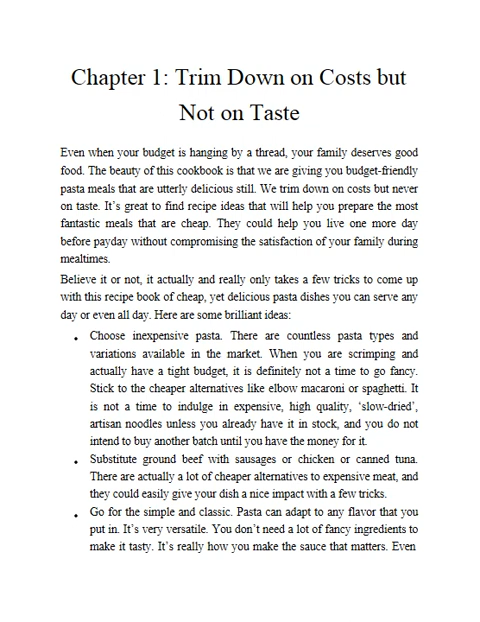 Chapter 1: Trim Down on Costs but
Not on Taste
Even when your budget is hanging by a thread, your family deserves good
food. The beauty of this cookbook is that we are giving you budget-friendly
pasta meals that are utterly delicious still. We trim down on costs but never
on taste. It’s great to find recipe ideas that will help you prepare the most
fantastic meals that are cheap. They could help you live one more day
before payday without compromising the satisfaction of your family during
mealtimes.
Believe it or not, it actually and really only takes a few tricks to come up
with this recipe book of cheap, yet delicious pasta dishes you can serve any
day or even all day. Here are some brilliant ideas:
• Choose inexpensive pasta. There are countless pasta types and
variations available in the market. When you are scrimping and
actually have a tight budget, it is definitely not a time to go fancy.
Stick to the cheaper alternatives like elbow macaroni or spaghetti. It
is not a time to indulge in expensive, high quality, ‘slow-dried’,
artisan noodles unless you already have it in stock, and you do not
intend to buy another batch until you have the money for it.
• Substitute ground beef with sausages or chicken or canned tuna.
There are actually a lot of cheaper alternatives to expensive meat, and
they could easily give your dish a nice impact with a few tricks.
• Go for the simple and classic. Pasta can adapt to any flavor that you
put in. It’s very versatile. You don’t need a lot of fancy ingredients to
make it tasty. It’s really how you make the sauce that matters. Even